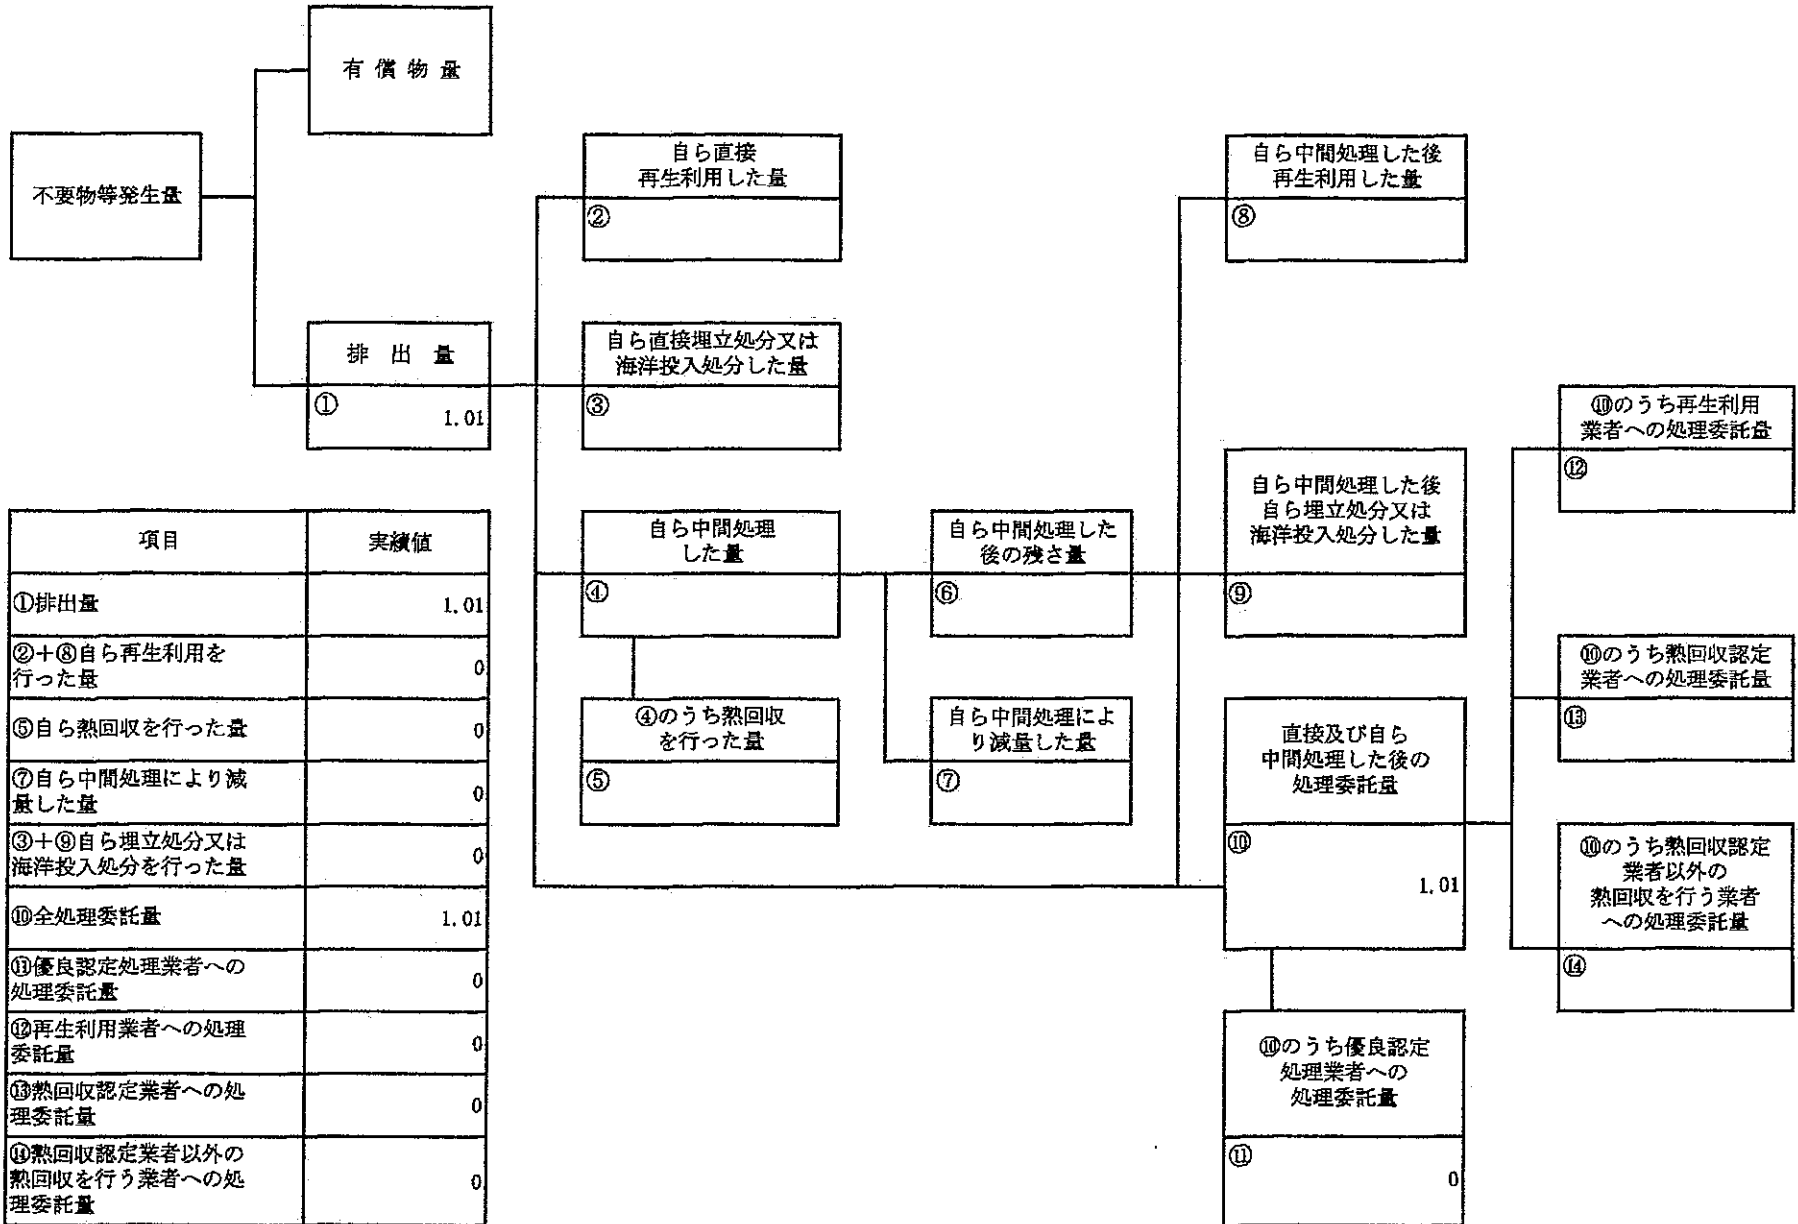 有償物量
不要物等発生量
排出量
①
1.01
自ら直接
再生利用した量
②
自ら直接埋立処分又は
海洋投入処分した量
③
自ら中間処理
した量
④
④のうち熱回収
を行った量
⑤
自ら中間処理した
後の残さ量
⑥
自ら中間処理によ
り減量した量
⑦
自ら中間処理した後
再生利用した量
⑧
自ら中間処理した後
自ら埋立処分又は
海洋投入処分した量
⑨
直接及び自ら
中間処理した後の
処理委託量
⑩
1.01
⑩のうち優良認定
処理業者への
処理委託量
⑪
0
⑩のうち再生利用
業者への処理委託量
⑫
⑩のうち熱回収認定
業者への処理委託量
⑬
⑩のうち熱回収認定
業者以外の
熱回収を行う業者
への処理委託量
⑭
項目 実績値
①排出量 1.01
②+⑧自ら再生利用を
行った量 0
⑤自ら熱回収を行った量 0
⑦自ら中間処理により減
量した量 0
③+⑨自ら埋立処分又は
海洋投入処分を行った量 0
⑩全処理委託量 1.01
⑪優良認定処理業者への
処理委託量 0
⑫再生利用業者への処理
委託量 0
⑬熱回収認定業者への処
理委託量 0
⑭熱回収認定業者以外の
熱回収を行う業者への処
理委託量 0